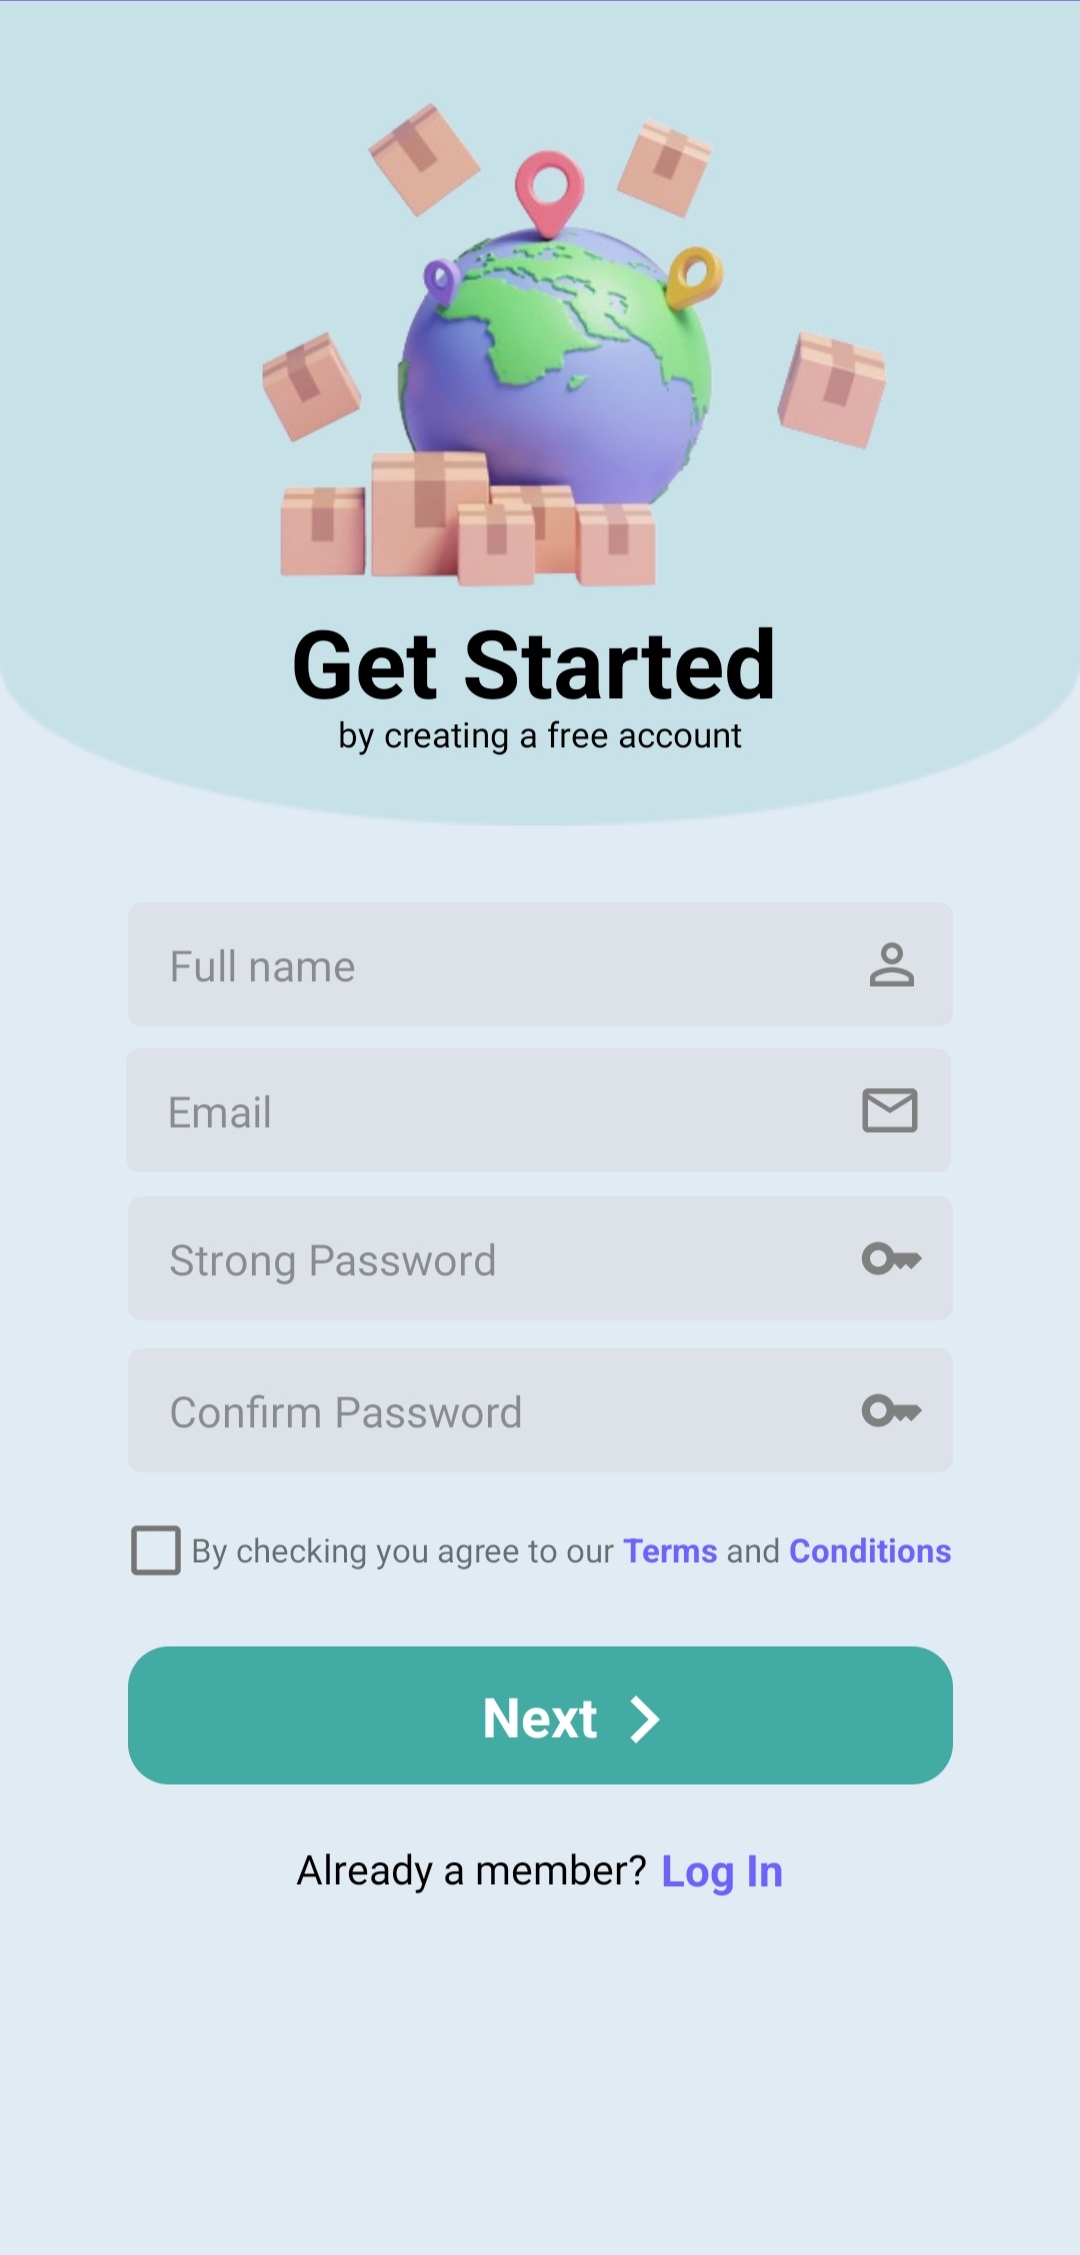 Get Started
by creating a free account
Full name
Email
Strong Password
Confirm Password
By checking you agree to our Terms and Conditions
Next
Already a member? Log In